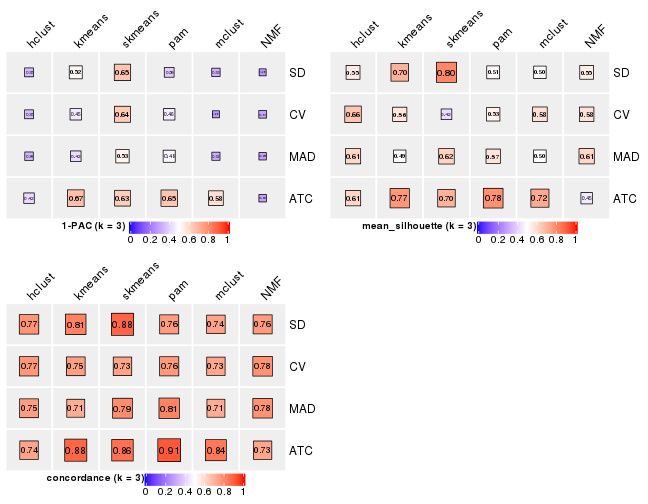 hclust kmeans skmeans pam mclust NMF
0.52 0.65 SD
0.64 CV
0.53 MAD
0.67 0.63 0.65 0.58 ATC
1-PAC (k = 3)
0 0.2 0.4 0.6 0.8 1
hclust kmeans skmeans pam mclust NMF
0.55 0.70 0.80 0.51 0.50 0.55 SD
0.66 0.56 0.53 0.58 0.58 CV
0.61 0.49 0.62 0.57 0.50 0.61 MAD
0.61 0.77 0.70 0.78 0.72 ATC
mean_silhouette (k = 3)
0 0.2 0.4 0.6 0.8 1
hclust kmeans skmeans pam mclust NMF
0.77 0.81 0.88 0.76 0.74 0.76 SD
0.77 0.75 0.73 0.76 0.73 0.78 CV
0.75 0.71 0.79 0.81 0.71 0.78 MAD
0.74 0.88 0.86 0.91 0.84 0.73 ATC
concordance (k = 3)
0 0.2 0.4 0.6 0.8 1